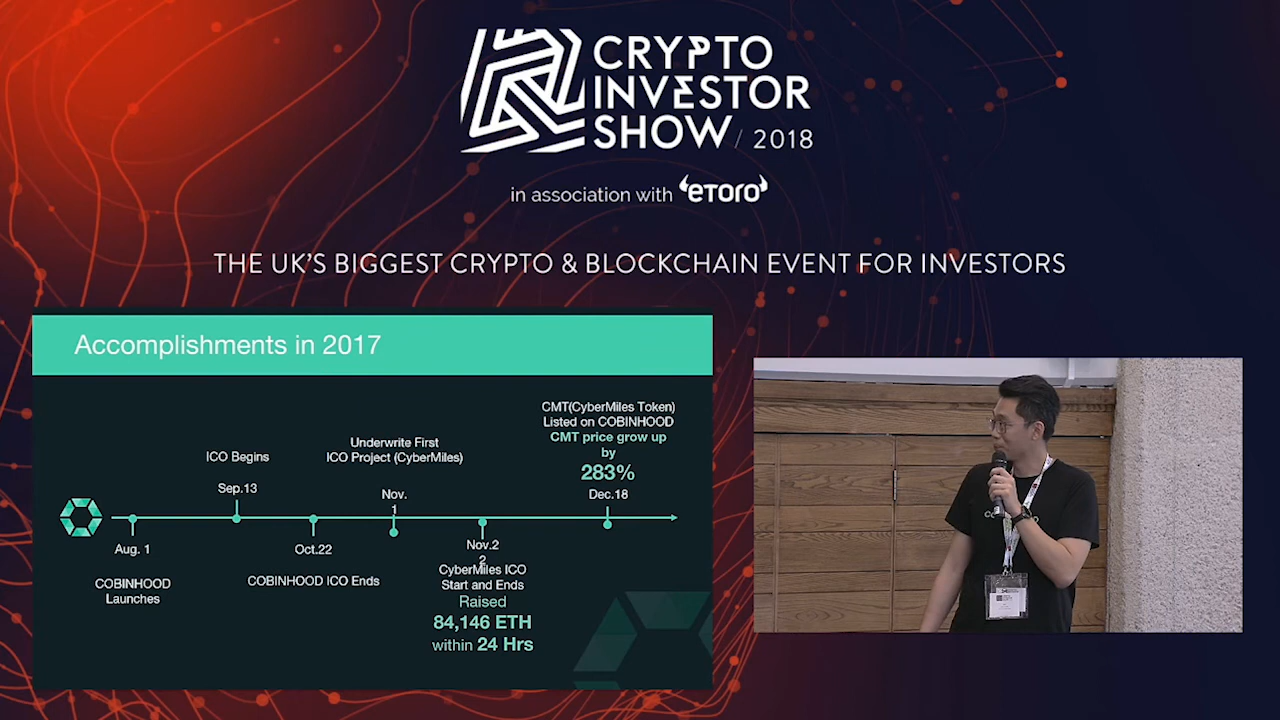 CRYPTO
INVESTOR
SHOW / 2018
in association with eToro
THE UK'S BIGGEST CRYPTO & BLOCKCHAIN EVENT FOR INVESTORS
Accomplishments in 2017
CMT(CyberMiles Token)
Listed on COBINHOOD
CMT price grow up
by
283%
Dec.18
Underwrite First
ICO Project (CyberMiles)
Nov.
1
ICO Begins
Sep.13
Aug. 1
COBINHOOD
Launches
Oct.22
COBINHOOD ICO Ends
Nov.2
2
CyberMiles ICO
Start and Ends
Raised
84,146 ETH
within 24 Hrs